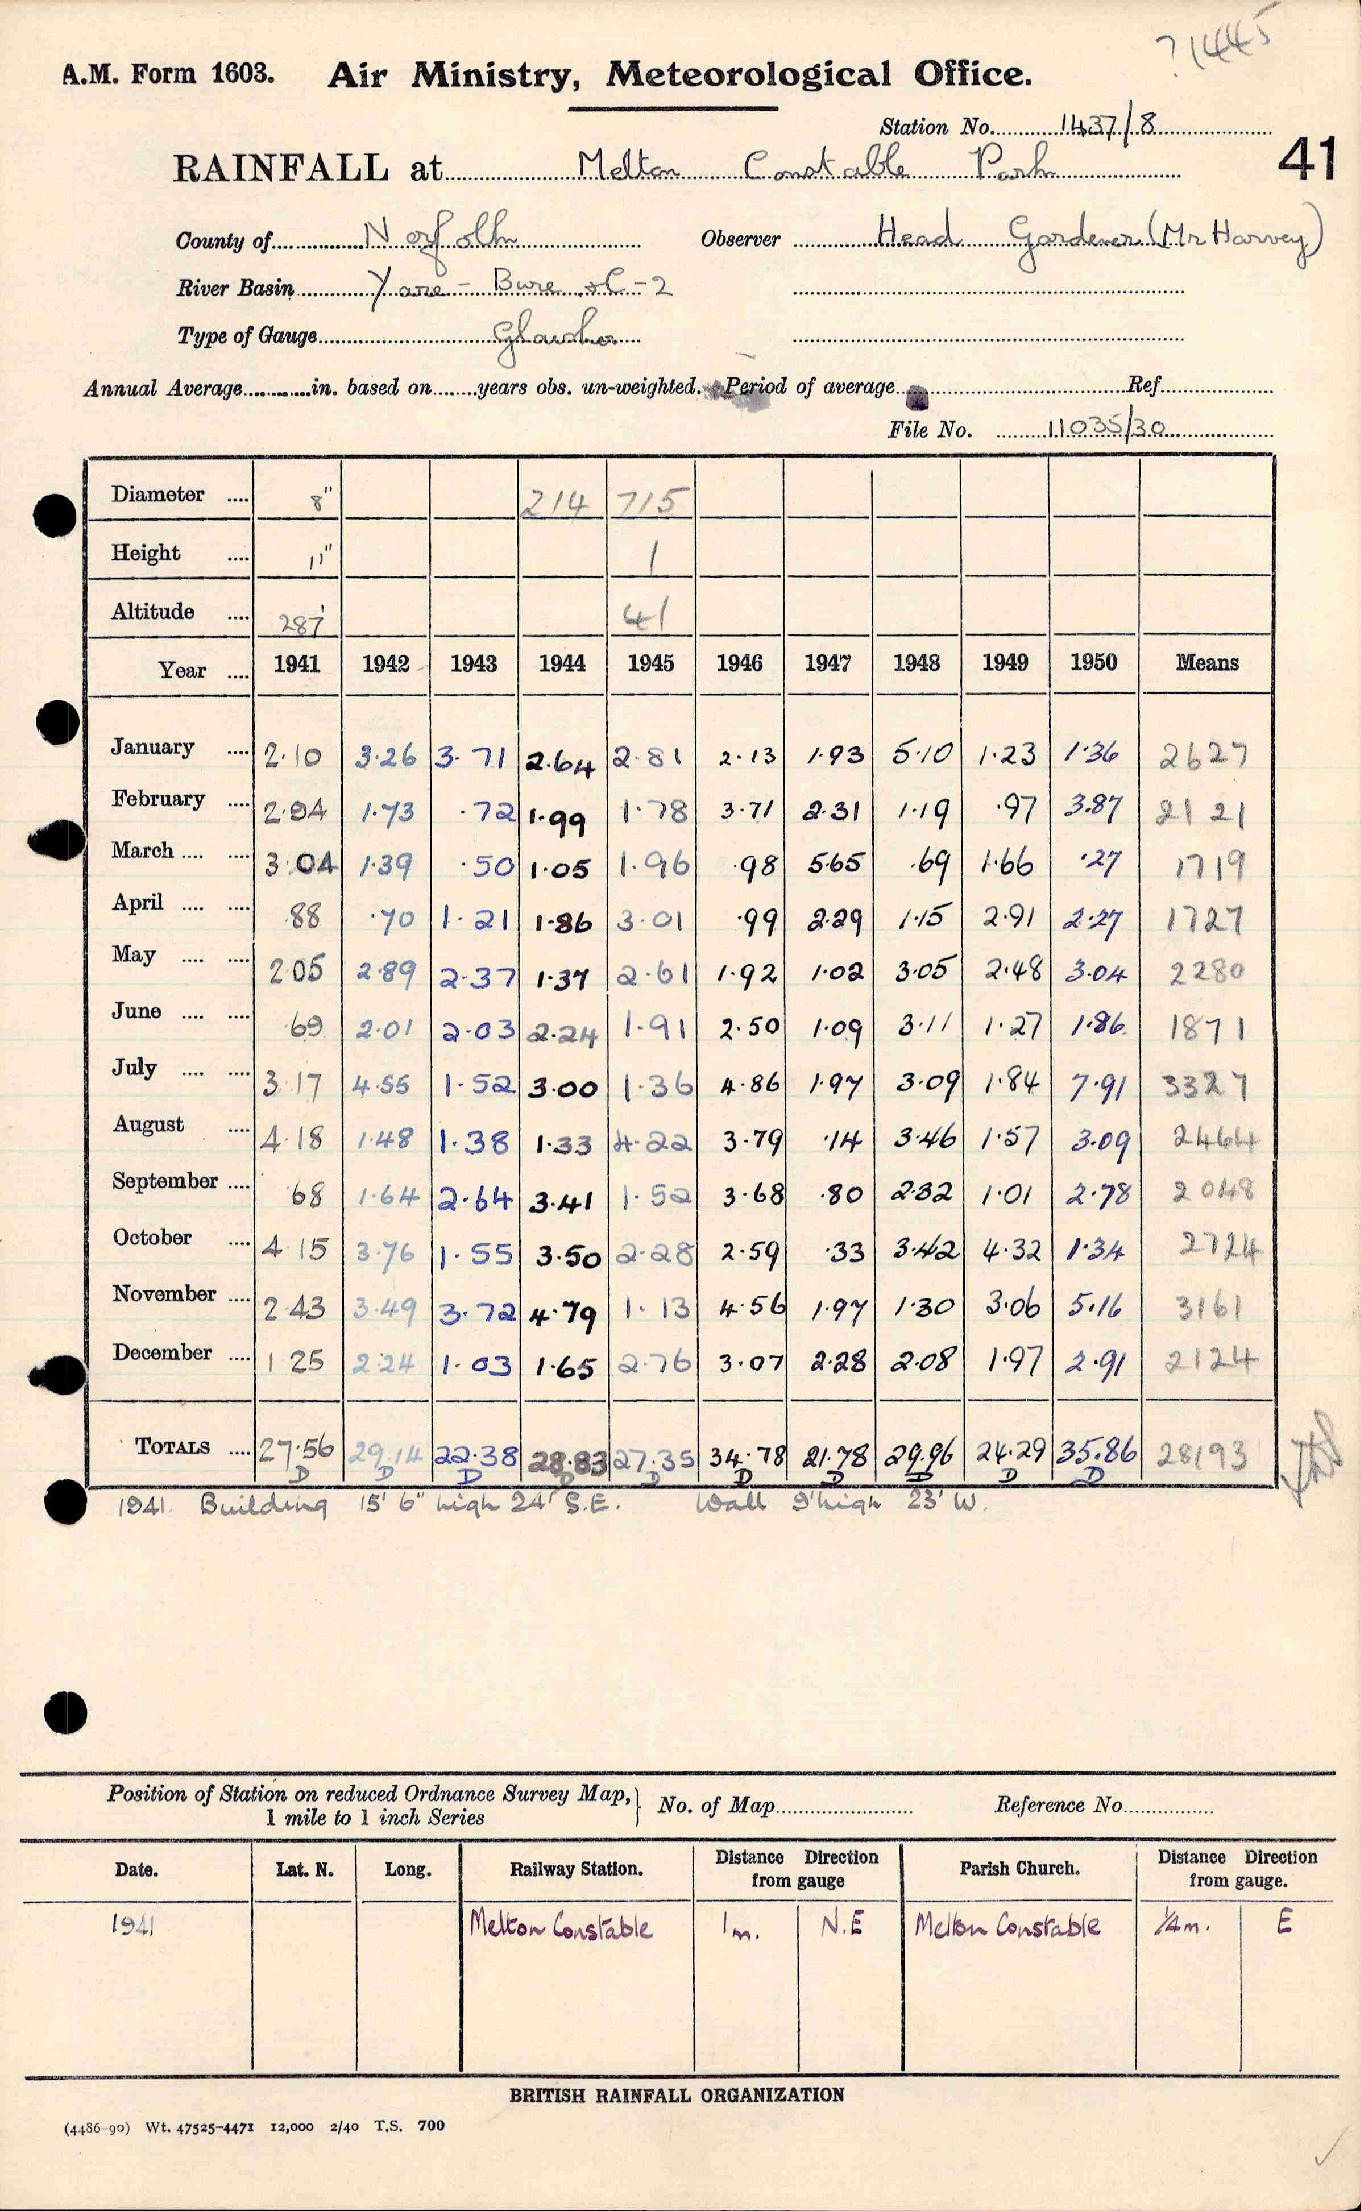 ? 1445
A.M. Form 1603. Air Ministry, Meteorological Office.
Station No. 1437/8
RAINFALL at Melton Constable Park 41
County of Norfolk Observer Head Gardener (Mr Harvey)
River Basin Yare - Bure &C - 2
Type of Gauge Glaisher
Annual Average in. based on years obs. un-weighted. Period of average Ref.
File No. 11035/30
Diameter 8" 214 715
Height 11" 1
Altitude 287' 41
Year 1941 1942 1943 1944 1945 1946 1947 1948 1949 1950 Means
January 2.10 3.26 3.71 2.64 2.81 2.13 1.93 5.10 1.23 1.36 2627
February 2.94 1.73 .72 1.99 1.78 3.71 2.31 1.19 .97 3.87 2121
March 3.04 1.39 .50 1.05 1.96 .98 5.65 .69 1.66 .27 1719
April .88 .70 1.21 1.86 3.01 .99 2.29 1.15 2.91 2.27 1727
May 2.05 2.89 2.37 1.37 2.61 1.92 1.02 3.05 2.48 3.04 2280
June .69 2.01 2.03 2.24 1.91 2.50 1.09 3.11 1.27 1.86 1871
July 3.17 4.55 1.52 3.00 1.36 4.86 1.97 3.09 1.84 7.91 3327
August 4.18 1.48 1.38 1.33 4.22 3.79 .14 3.46 1.57 3.09 2464
September .68 1.64 2.64 3.41 1.52 3.68 .80 2.32 1.01 2.78 2048
October 4.15 3.76 1.55 3.50 2.28 2.59 .33 3.42 4.32 1.34 2724
November 2.43 3.49 3.72 4.79 1.13 4.56 1.97 1.30 3.06 5.16 3161
December 1.25 2.24 1.03 1.65 2.76 3.07 2.28 2.08 1.97 2.91 2124
TOTALS 27.56 29.14 22.38 28.83 27.35 34.78 21.78 29.96 24.29 35.86 28193
D D D D D D D D D D
1941 Building 15' 6" high 24' S.E. Wall 9' high 23' W.
Position of Station on reduced Ordnance Survey Map,
1 mile to 1 inch Series
No. of Map Reference No.
Date. Lat. N. Long. Railway Station. Distance Direction from gauge Parish Church. Distance Direction from gauge.
1941 Melton Constable 1m. N.E Melton Constable 1/4 m. E
BRITISH RAINFALL ORGANIZATION
(4486-90) Wt. 47525-4471 12,000 2/40 T.S. 700